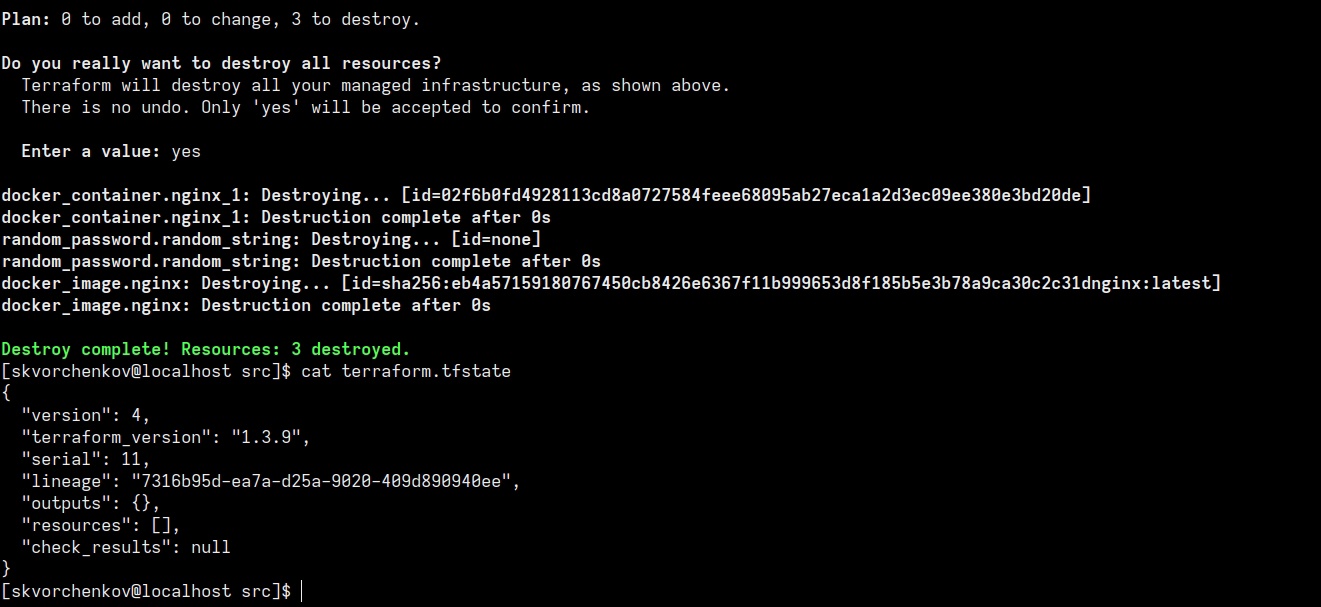 Plan: 0 to add, 0 to change, 3 to destroy.
Do you really want to destroy all resources?
Terraform will destroy all your managed infrastructure, as shown above.
There is no undo. Only 'yes' will be accepted to confirm.
Enter a value: yes
docker_container.nginx_1: Destroying... [id=02f6b0fd4928113cd8a0727584feee68095ab27eca1a2d3ec09ee380e3bd20de]
docker_container.nginx_1: Destruction complete after 0s
random_password.random_string: Destroying... [id=none]
random_password.random_string: Destruction complete after 0s
docker_image.nginx: Destroying... [id=sha256:eb4a57159180767450cb8426e6367f11b999653d8f185b5e3b78a9ca30c2c31dnginx:latest]
docker_image.nginx: Destruction complete after 0s
Destroy complete! Resources: 3 destroyed.
[skvorchenkov@localhost src]$ cat terraform.tfstate
{
"version": 4,
"terraform_version": "1.3.9",
"serial": 11,
"lineage": "7316b95d-ea7a-d25a-9020-409d890940ee",
"outputs": {},
"resources": [],
"check_results": null
}
[skvorchenkov@localhost src]$